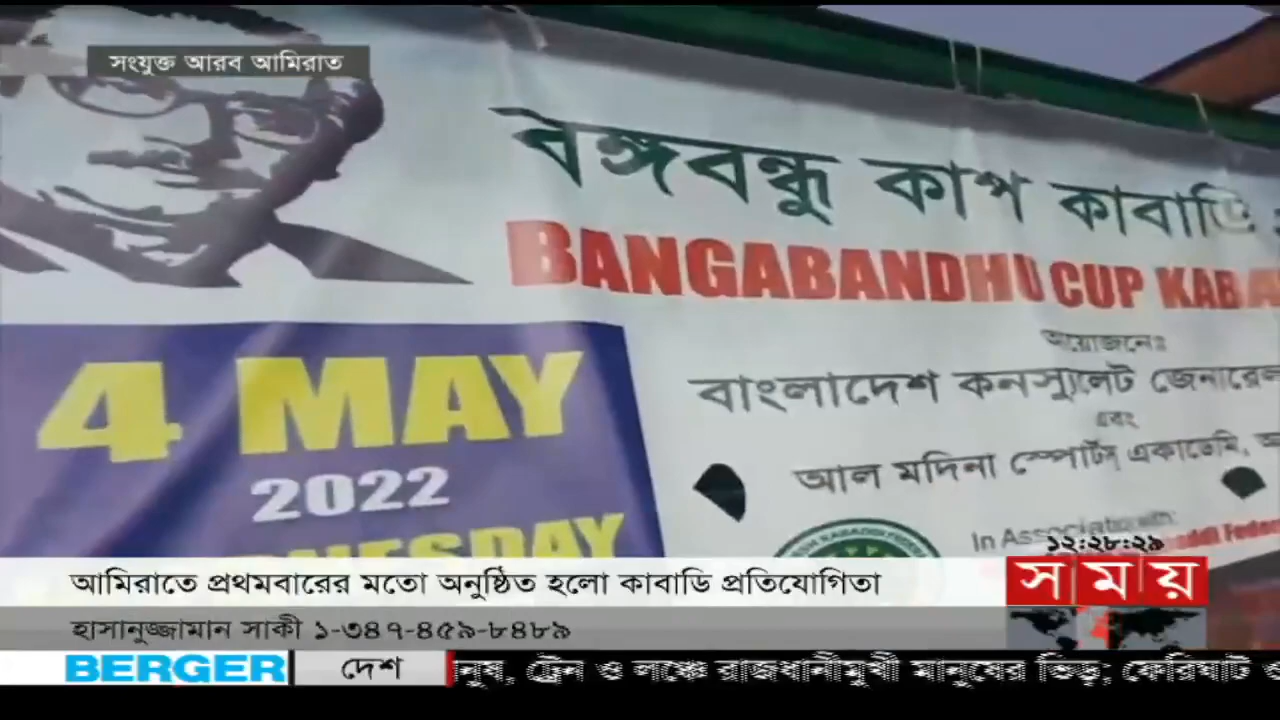 সংযুক্ত আরব আমিরাত
বঙ্গবন্ধু কাপ কাবাডি
BANGABANDHU CUP KABA
4 MAY
2022
আয়োজনেঃ
বাংলাদেশ কনস্যুলেট জেনারেল
এবং
আল মদিনা স্পোর্টস একাডেমি,
In Association with:
১২:২৮:২৯
আমিরাতে প্রথমবারের মতো অনুষ্ঠিত হলো কাবাডি প্রতিযোগিতা
সময়
হাসানুজ্জামান সাকী ১-৩৪৭-৪৫৯-৮৪৮৯
BERGER দেশ নুষ, ট্রেন ও লঞ্চে রাজধানীমুখী মানুষের ভিড়; ফেরিঘাট ও